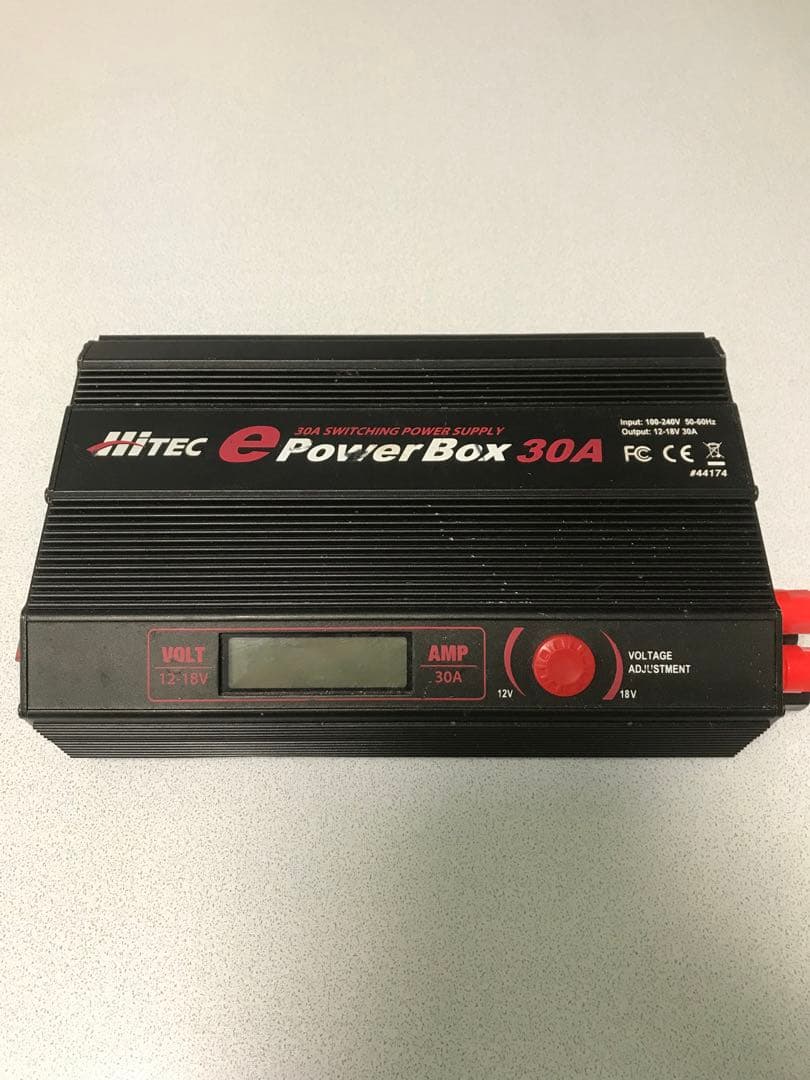 30A SWITCHING POWER SUPPLY
HiTEC ePowerBox 30A
Input: 100-240V 50-60Hz
Output: 12-18V 30A
FC CE
#44174
VOLT
12-18V
AMP
30A
12V
18V
VOLTAGE
ADJUSTMENT